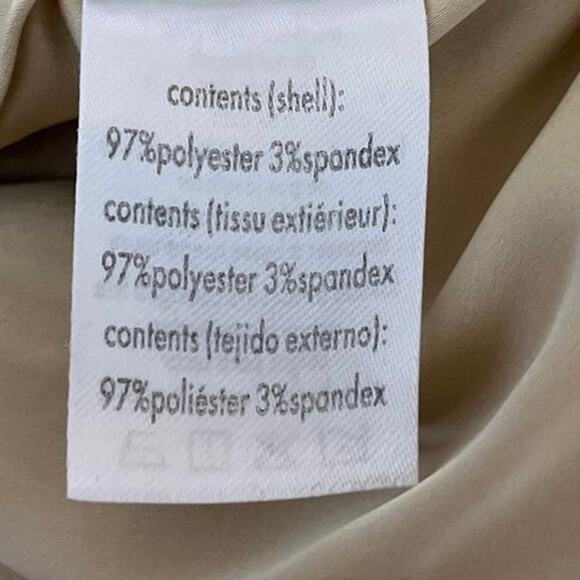 contents (shell):
97%polyester 3%spandex
contents (tissu extiérieur):
97%polyester 3%spandex
contents (tejido externo):
97%poliéster 3%spandex